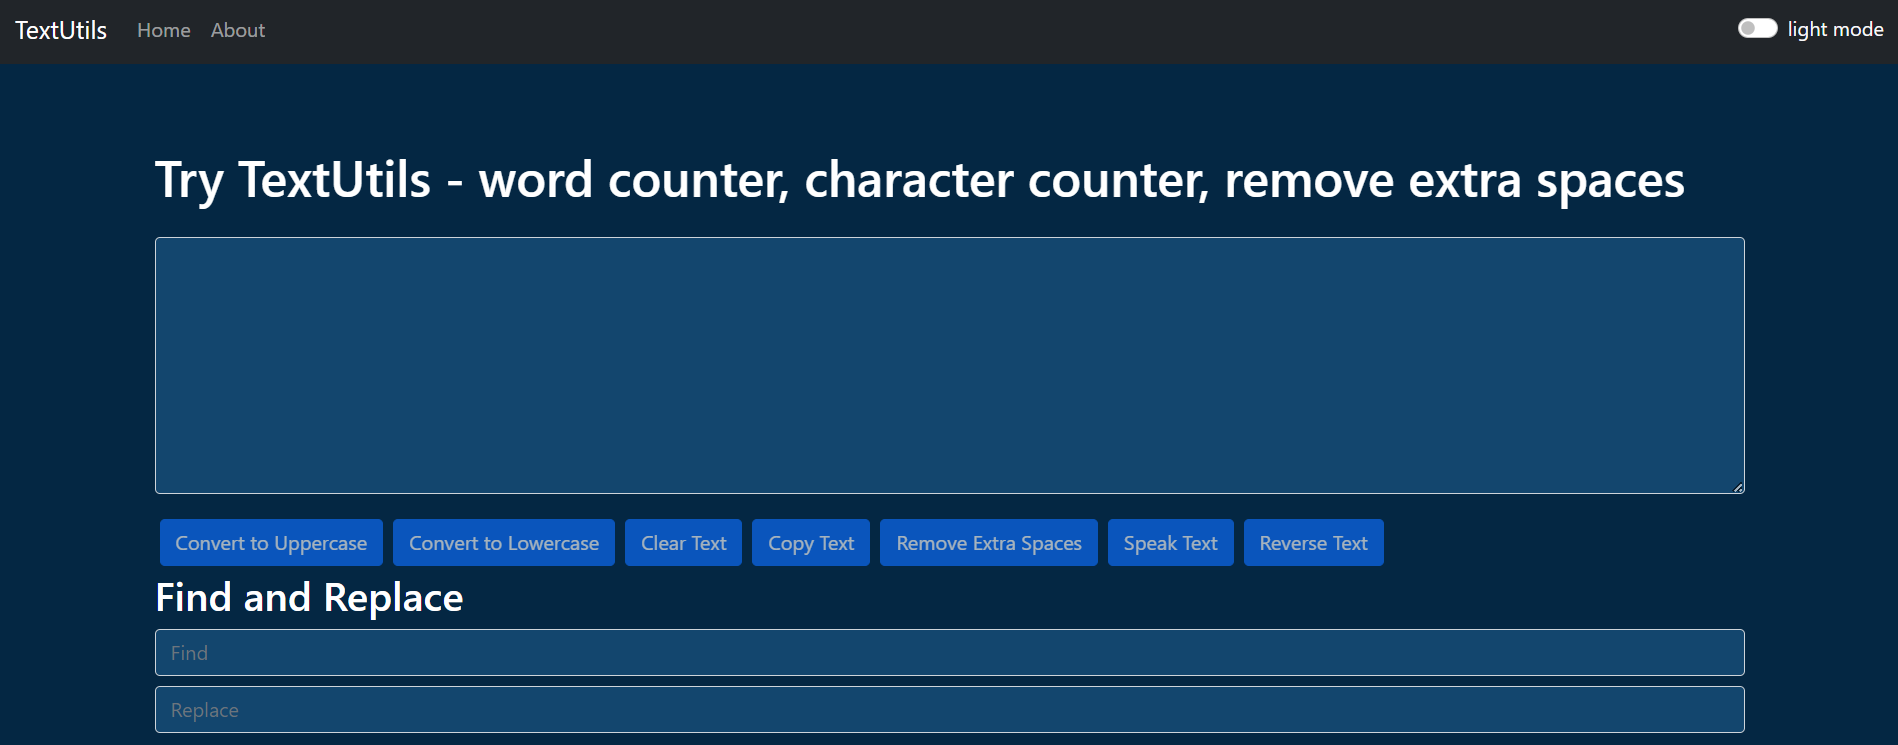 TextUtils Home About light mode
Try TextUtils - word counter, character counter, remove extra spaces
Convert to Uppercase Convert to Lowercase Clear Text Copy Text Remove Extra Spaces Speak Text Reverse Text
Find and Replace
Find
Replace